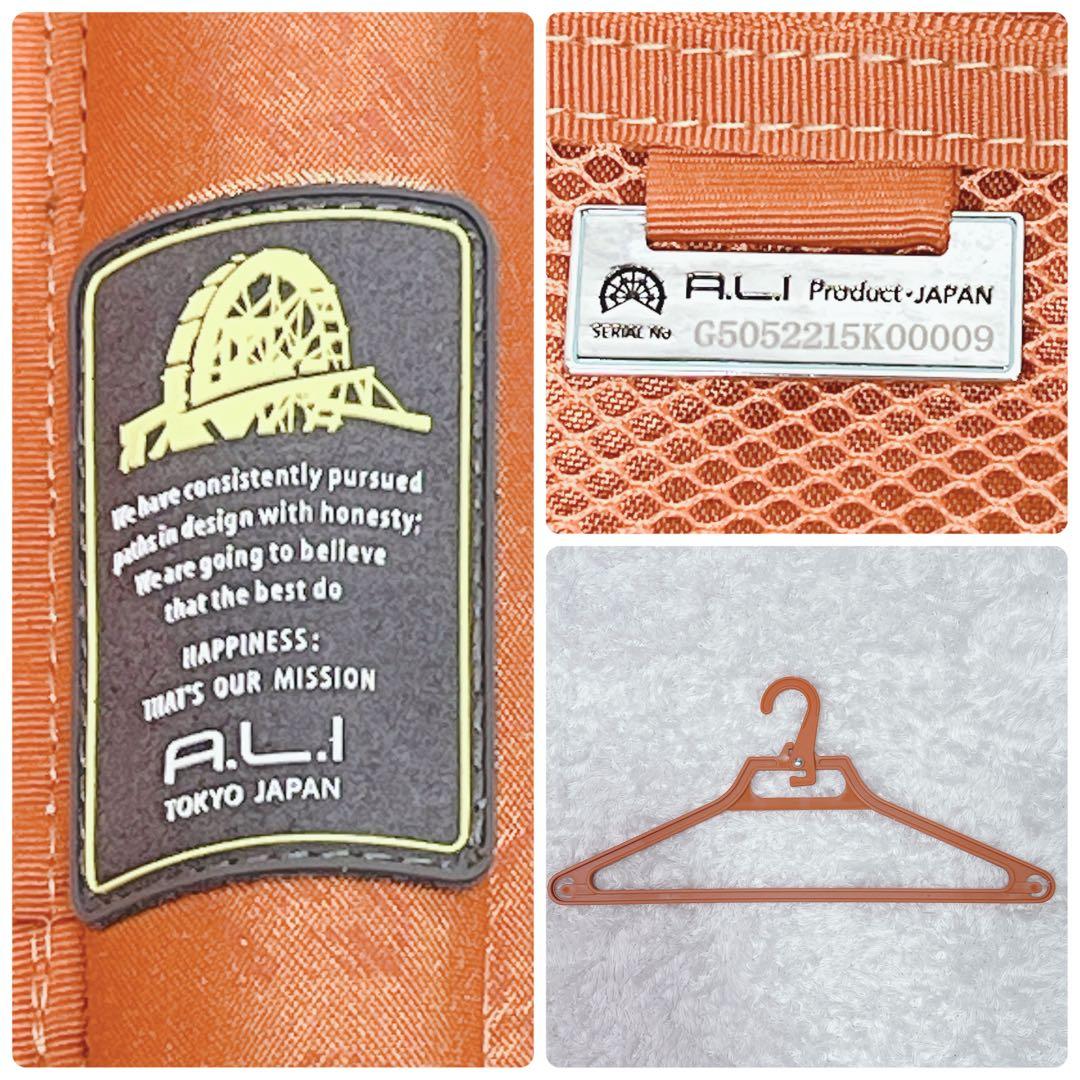 We have consistently pursued
paths in design with honesty;
We are going to believe
that the best do
HAPPINESS:
THAT'S OUR MISSION
A.L.I
TOKYO JAPAN
A.L.I Product・JAPAN
SERIAL No G5052215K00009